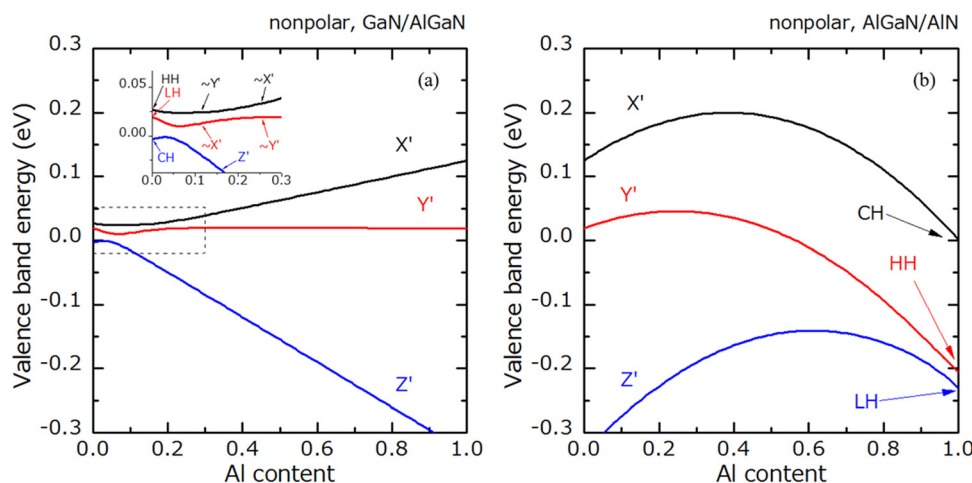 nonpolar, GaN/AlGaN
(a)
Valence band energy (eV)
0.3
0.2
0.1
0.0
-0.1
-0.2
-0.3
0.0 0.2 0.4 0.6 0.8 1.0
Al content
0.05
0.00
0.0 0.1 0.2 0.3
HH
LH
~Y'
~X'
~X'
~Y'
CH
Z'
X'
Y'
Z'
nonpolar, AlGaN/AlN
(b)
Valence band energy (eV)
0.3
0.2
0.1
0.0
-0.1
-0.2
-0.3
0.0 0.2 0.4 0.6 0.8 1.0
Al content
X'
Y'
CH
HH
Z'
LH